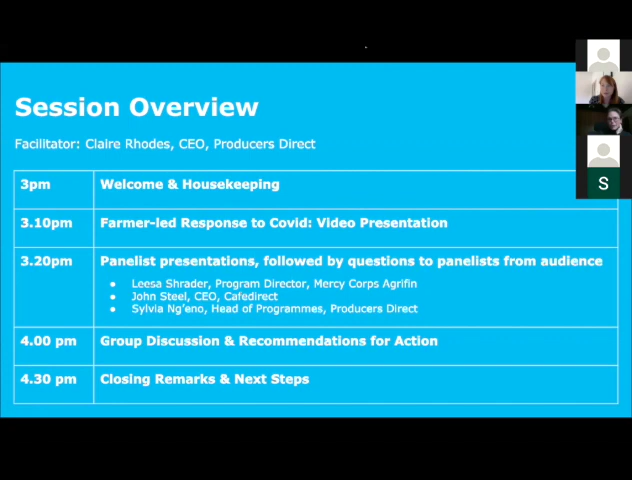 Session Overview
Facilitator: Claire Rhodes, CEO, Producers Direct
3pm Welcome & Housekeeping
3.10pm Farmer-led Response to Covid: Video Presentation
3.20pm Panelist presentations, followed by questions to panelists from audience
● Leesa Shrader, Program Director, Mercy Corps Agrifin
● John Steel, CEO, Cafedirect
● Sylvia Ng'eno, Head of Programmes, Producers Direct
4.00 pm Group Discussion & Recommendations for Action
4.30 pm Closing Remarks & Next Steps
S